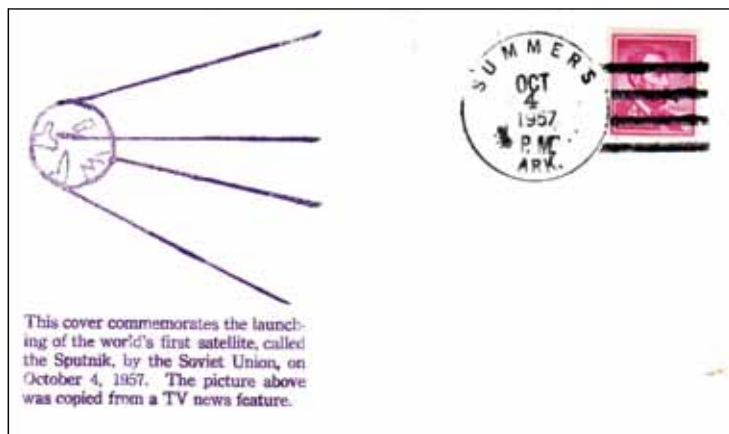 SUMMERS
OCT
4
1957
P.M.
ARK.
This cover commemorates the launch-
ing of the world's first satellite, called
the Sputnik, by the Soviet Union, on
October 4, 1957. The picture above
was copied from a TV news feature.